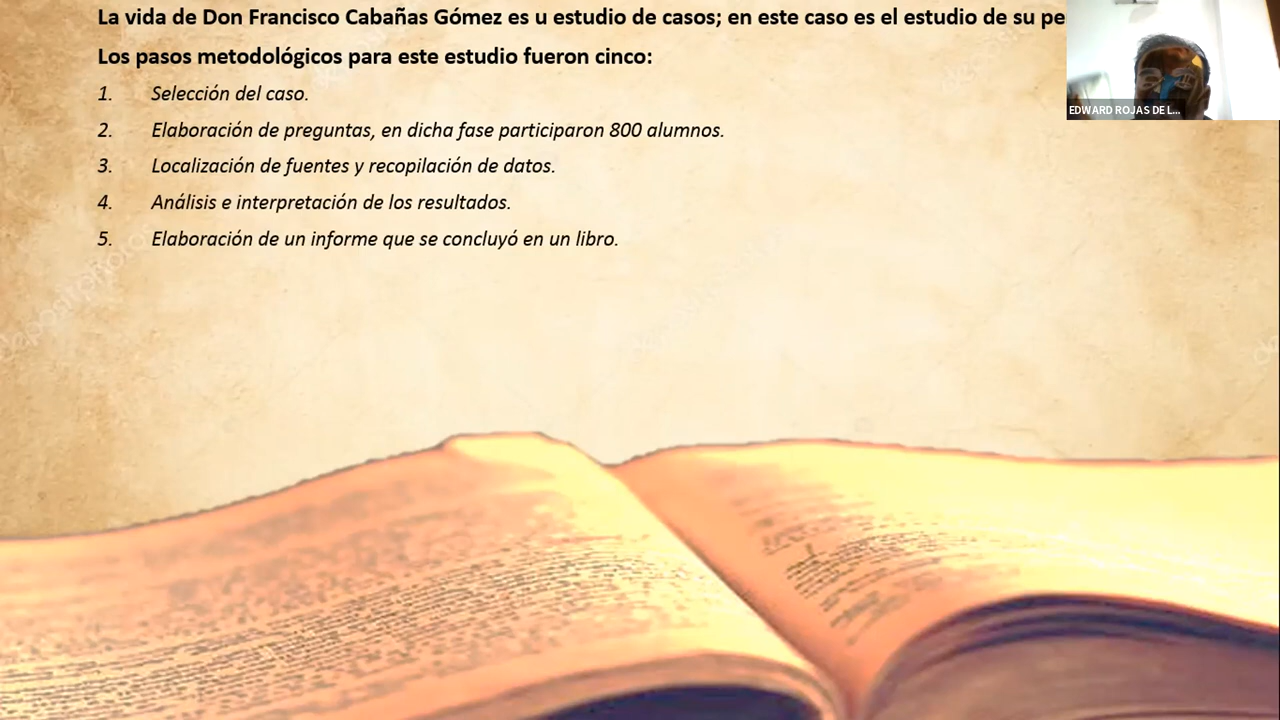 La vida de Don Francisco Cabañas Gómez es u estudio de casos; en este caso es el estudio de su
Los pasos metodológicos para este estudio fueron cinco:
1. Selección del caso.
2. Elaboración de preguntas, en dicha fase participaron 800 alumnos.
3. Localización de fuentes y recopilación de datos.
4. Análisis e interpretación de los resultados.
5. Elaboración de un informe que se concluyó en un libro.
EDWARD ROJAS DE L...